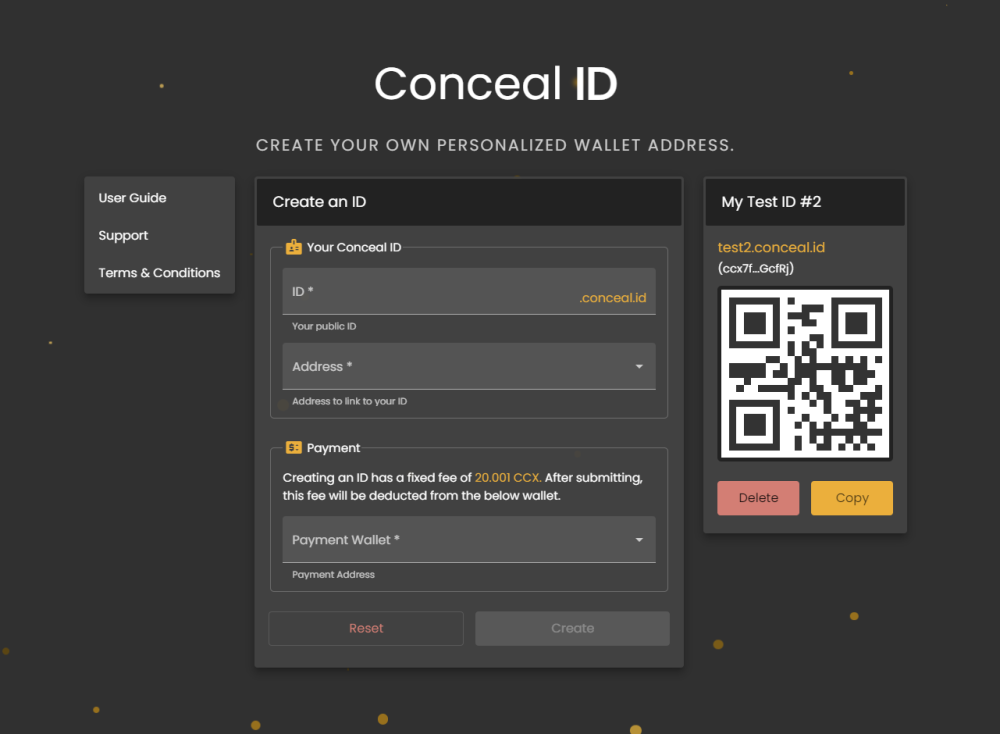 Conceal ID
CREATE YOUR OWN PERSONALIZED WALLET ADDRESS.
User Guide
Support
Terms & Conditions
Create an ID
Your Conceal ID
ID *
.conceal.id
Your public ID
Address *
Address to link to your ID
Payment
Creating an ID has a fixed fee of 20.001 CCX. After submitting,
this fee will be deducted from the below wallet.
Payment Wallet *
Payment Address
Reset
Create
My Test ID #2
test2.conceal.id
(ccx7f...GcfRj)
Delete
Copy